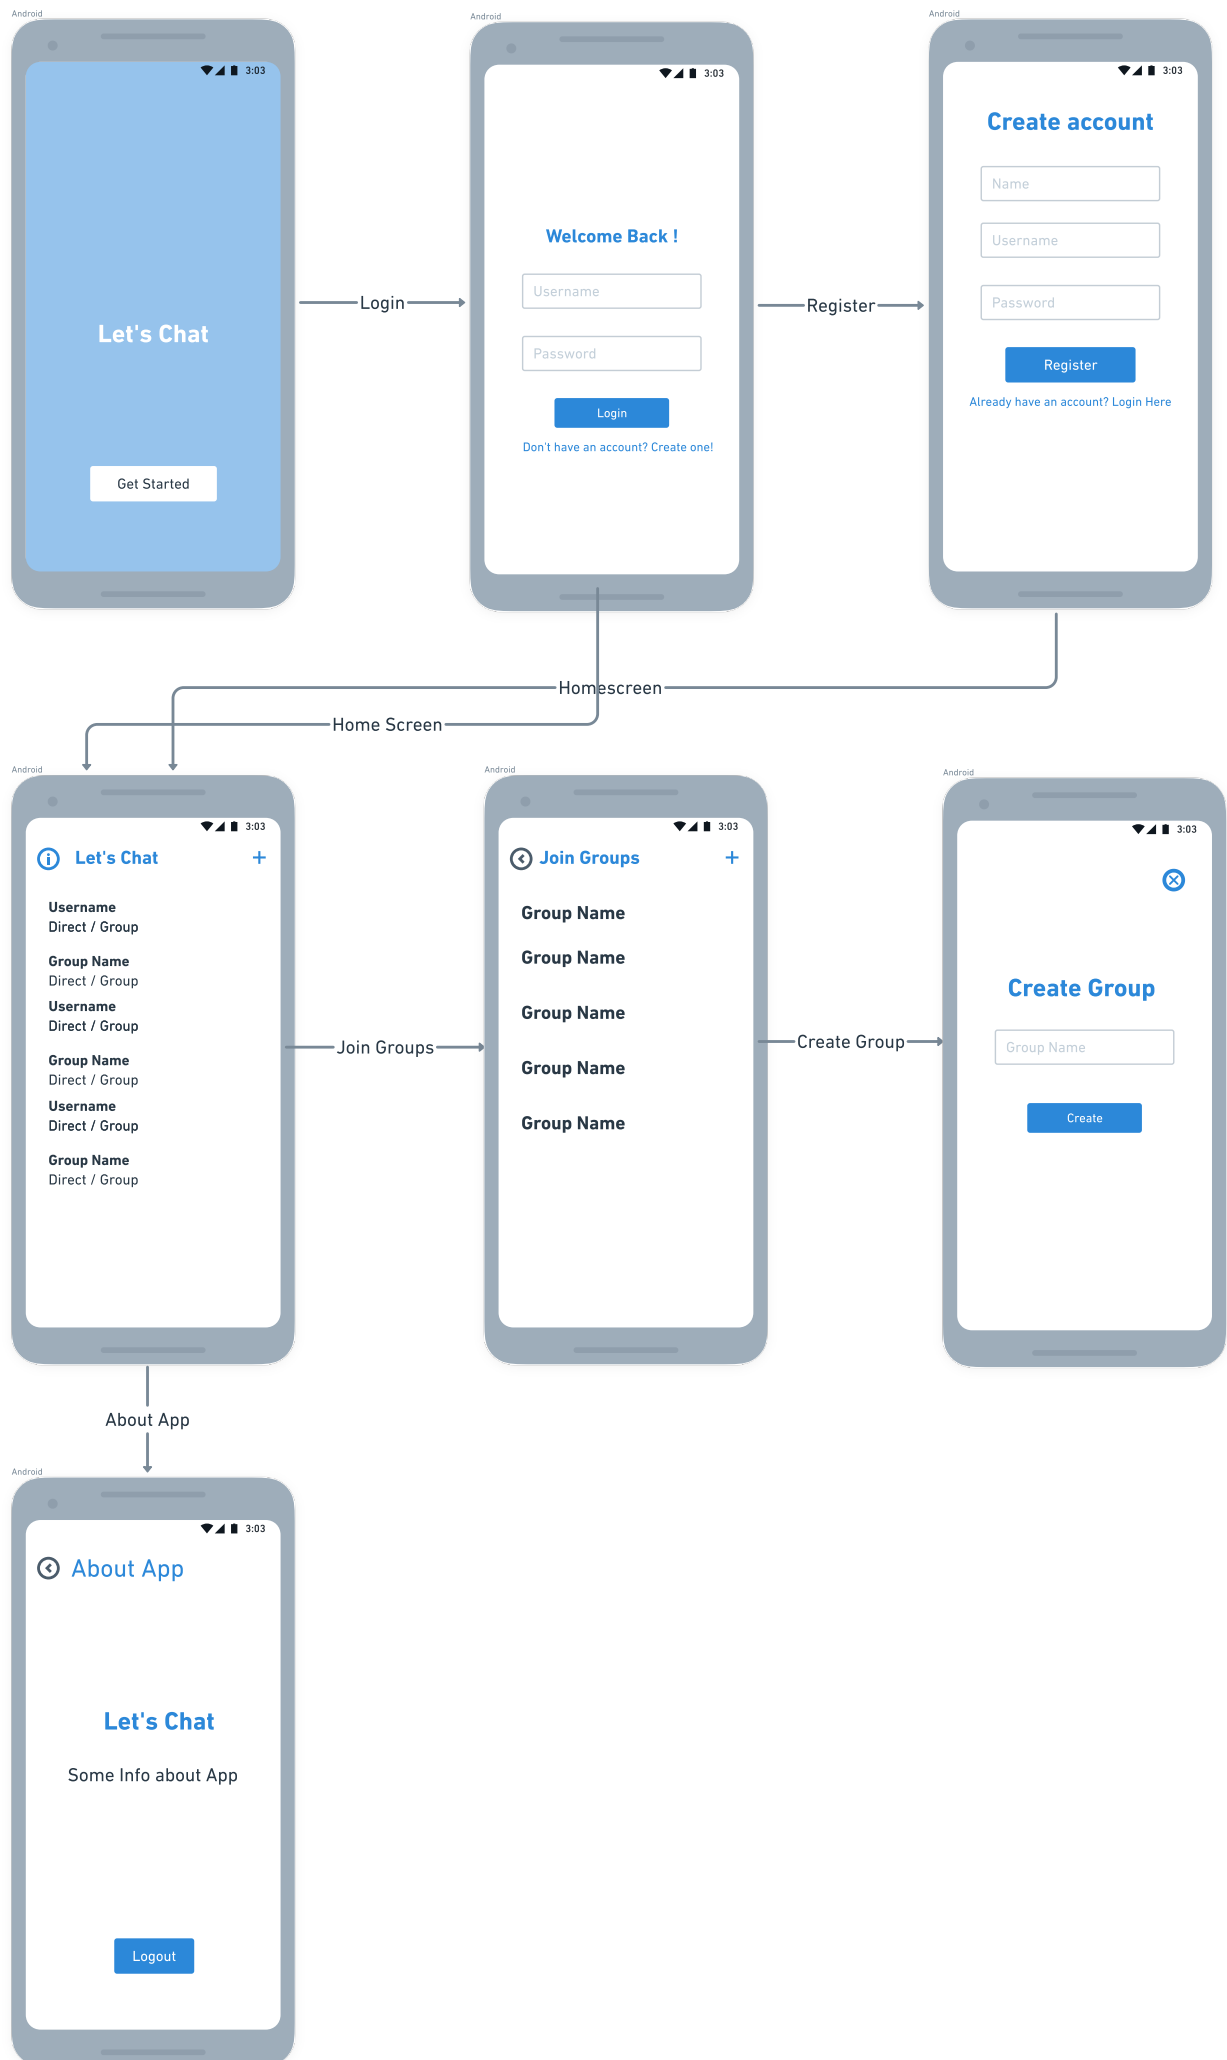 Android
3:03
Let's Chat
Get Started
Login
Android
3:03
Welcome Back !
Username
Password
Login
Don't have an account? Create one!
Register
Android
3:03
Create account
Name
Username
Password
Register
Already have an account? Login Here
Homescreen
Home Screen
Android
3:03
Let's Chat
+
Username
Direct / Group
Group Name
Direct / Group
Username
Direct / Group
Group Name
Direct / Group
Username
Direct / Group
Group Name
Direct / Group
Join Groups
Android
3:03
Join Groups
+
Group Name
Group Name
Group Name
Group Name
Group Name
Create Group
Android
3:03
Create Group
Group Name
Create
About App
Android
3:03
About App
Let's Chat
Some Info about App
Logout